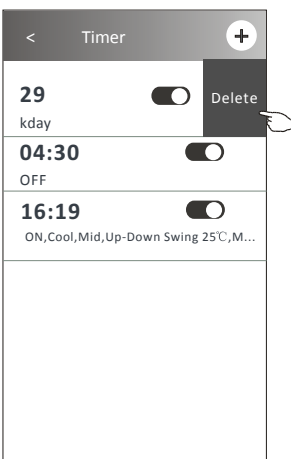 < Timer +
29 Delete
kday
04:30
OFF
16:19
ON,Cool,Mid,Up-Down Swing 25℃,M...